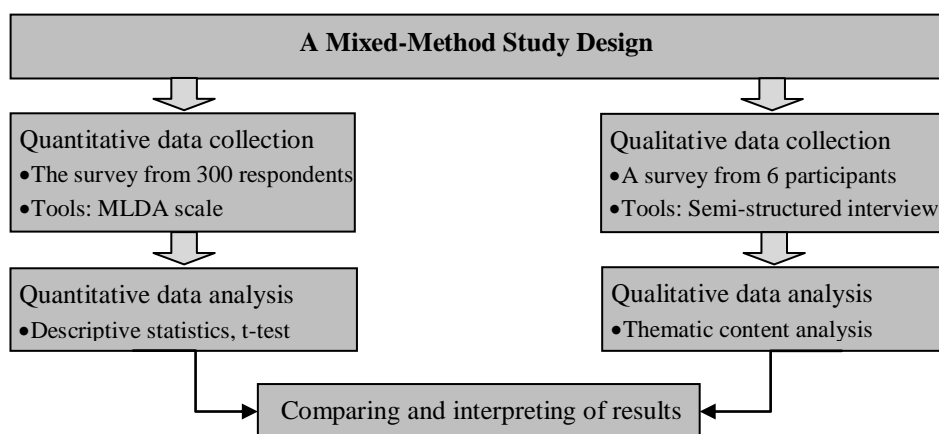 A Mixed-Method Study Design
Quantitative data collection
•The survey from 300 respondents
•Tools: MLDA scale
Qualitative data collection
•A survey from 6 participants
•Tools: Semi-structured interview
Quantitative data analysis
•Descriptive statistics, t-test
Qualitative data analysis
•Thematic content analysis
Comparing and interpreting of results